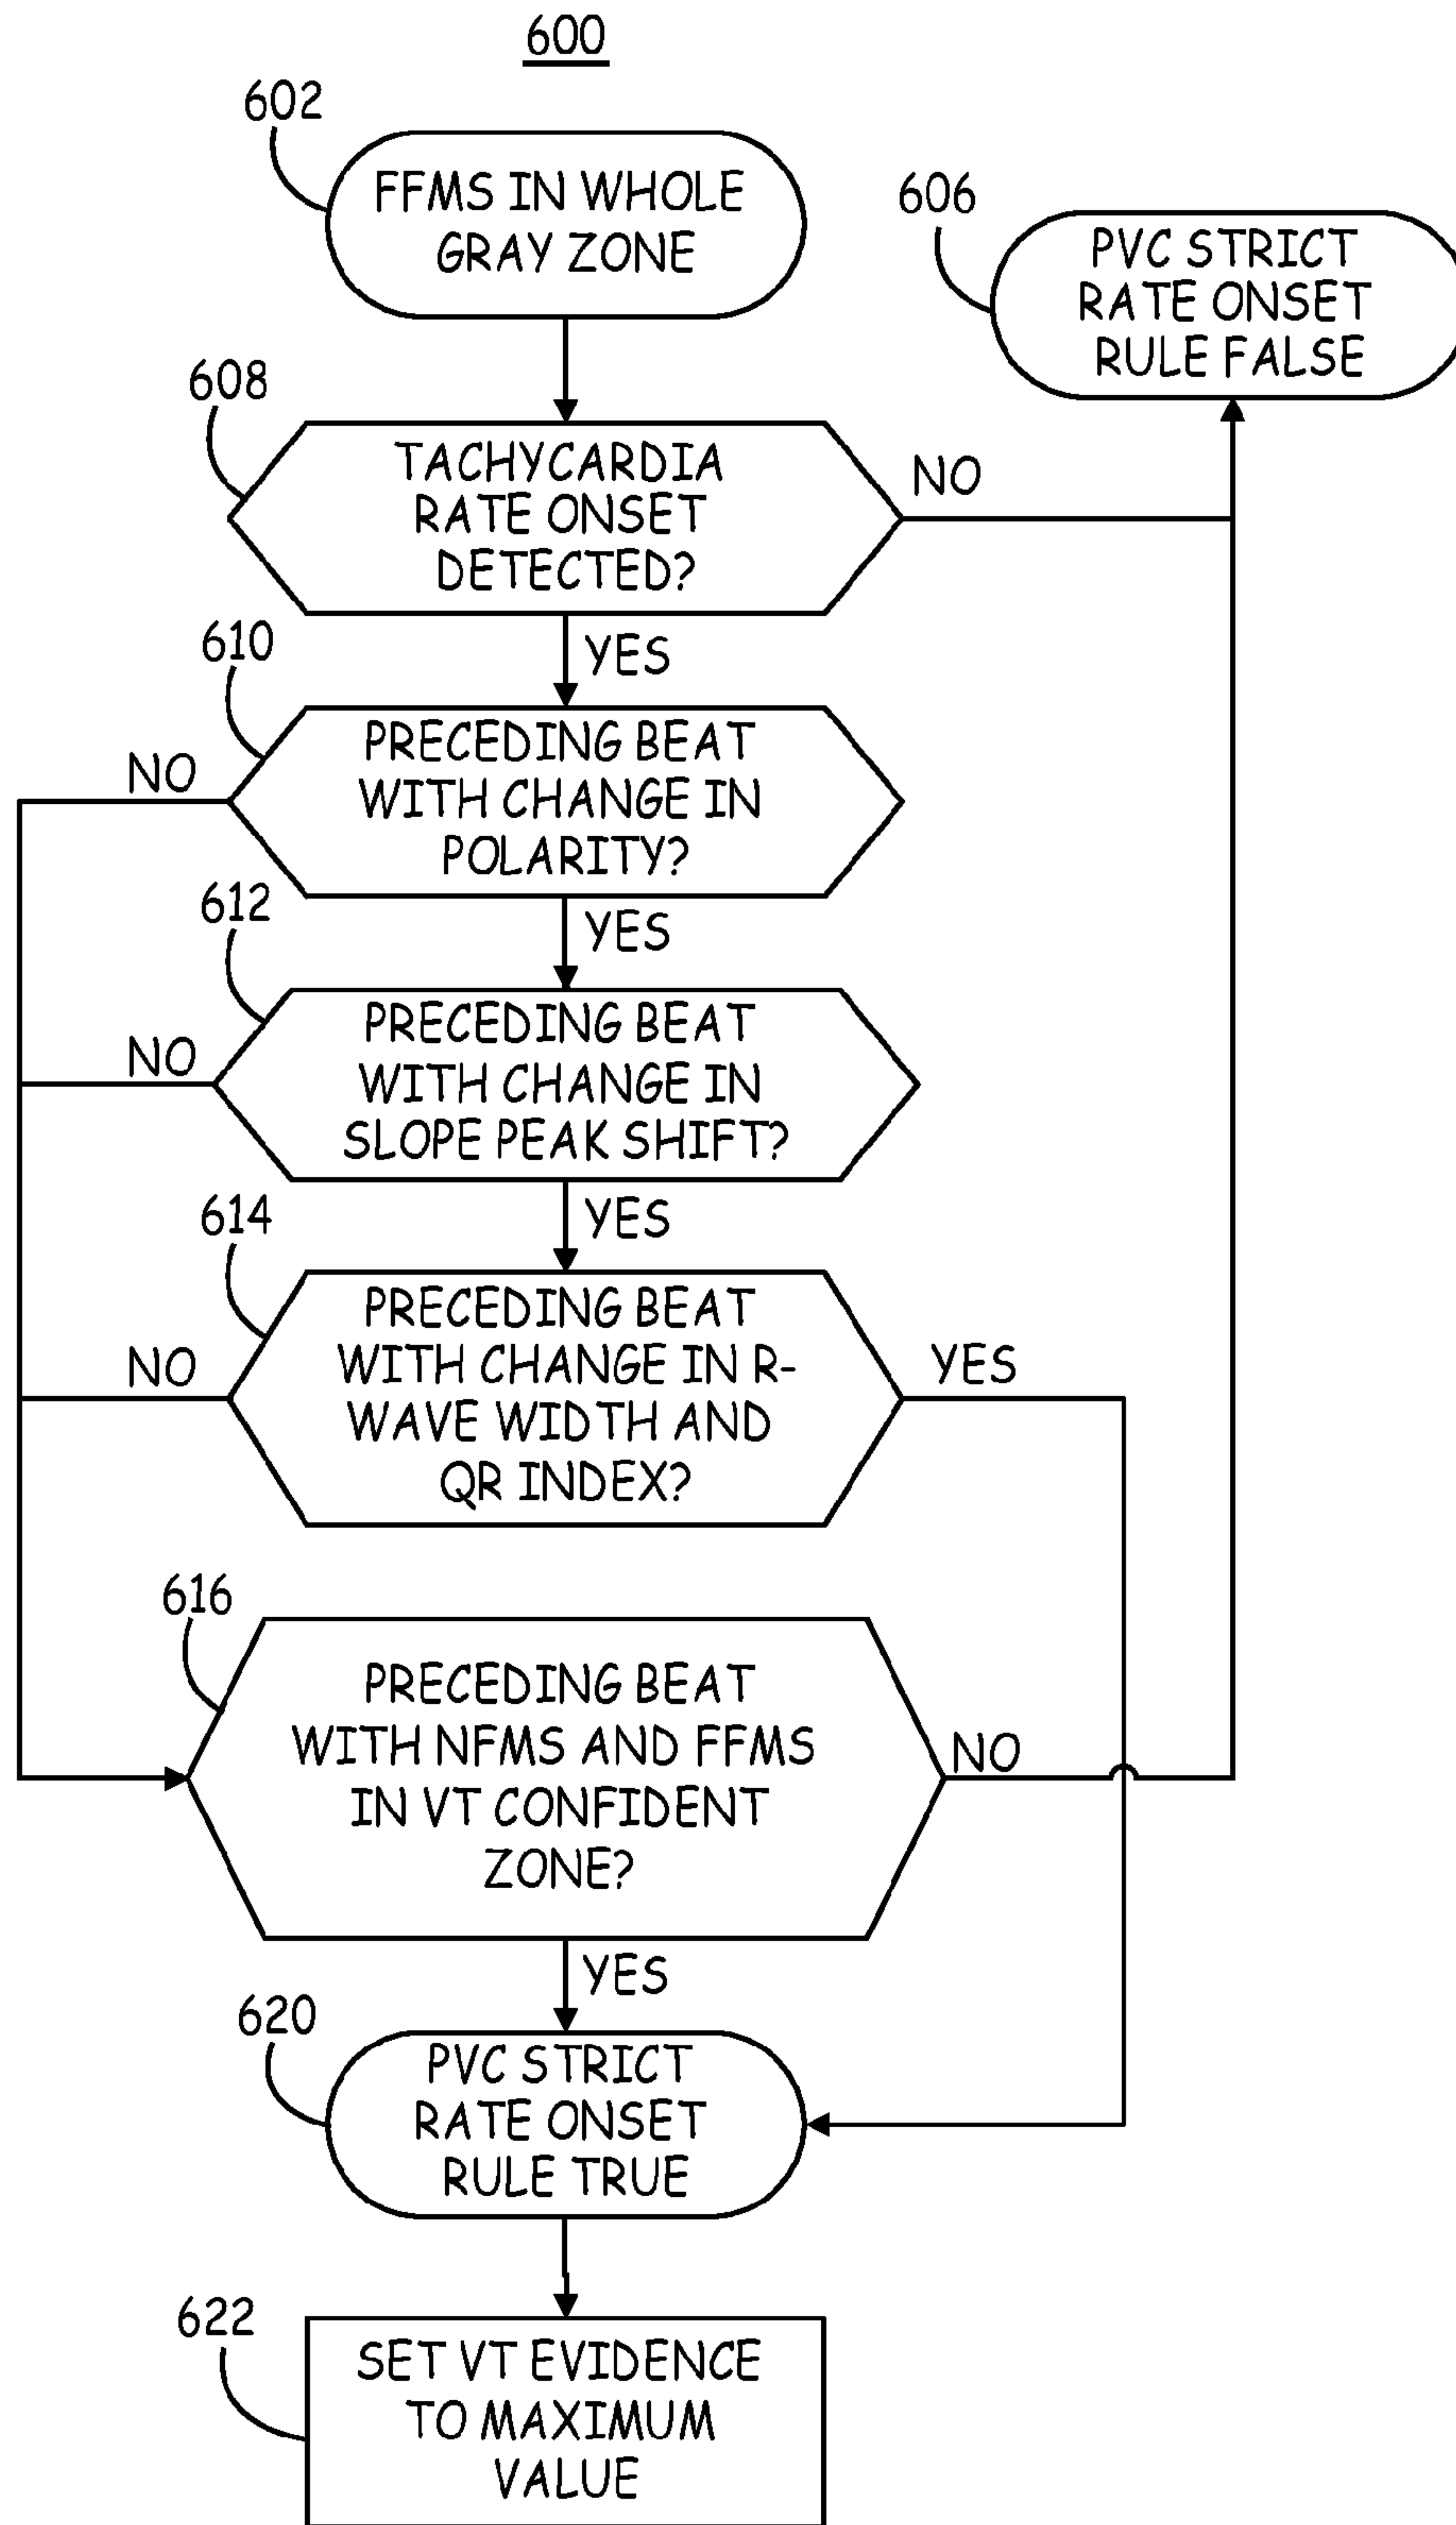 600
602
FFMS IN WHOLE
GRAY ZONE
606
PVC STRICT
RATE ONSET
RULE FALSE
608
TACHYCARDIA
RATE ONSET
DETECTED?
NO
YES
610
PRECEDING BEAT
WITH CHANGE IN
POLARITY?
NO
YES
612
PRECEDING BEAT
WITH CHANGE IN
SLOPE PEAK SHIFT?
NO
YES
614
PRECEDING BEAT
WITH CHANGE IN R-
WAVE WIDTH AND
QR INDEX?
NO
YES
616
PRECEDING BEAT
WITH NFMS AND FFMS
IN VT CONFIDENT
ZONE?
NO
YES
620
PVC STRICT
RATE ONSET
RULE TRUE
622
SET VT EVIDENCE
TO MAXIMUM
VALUE